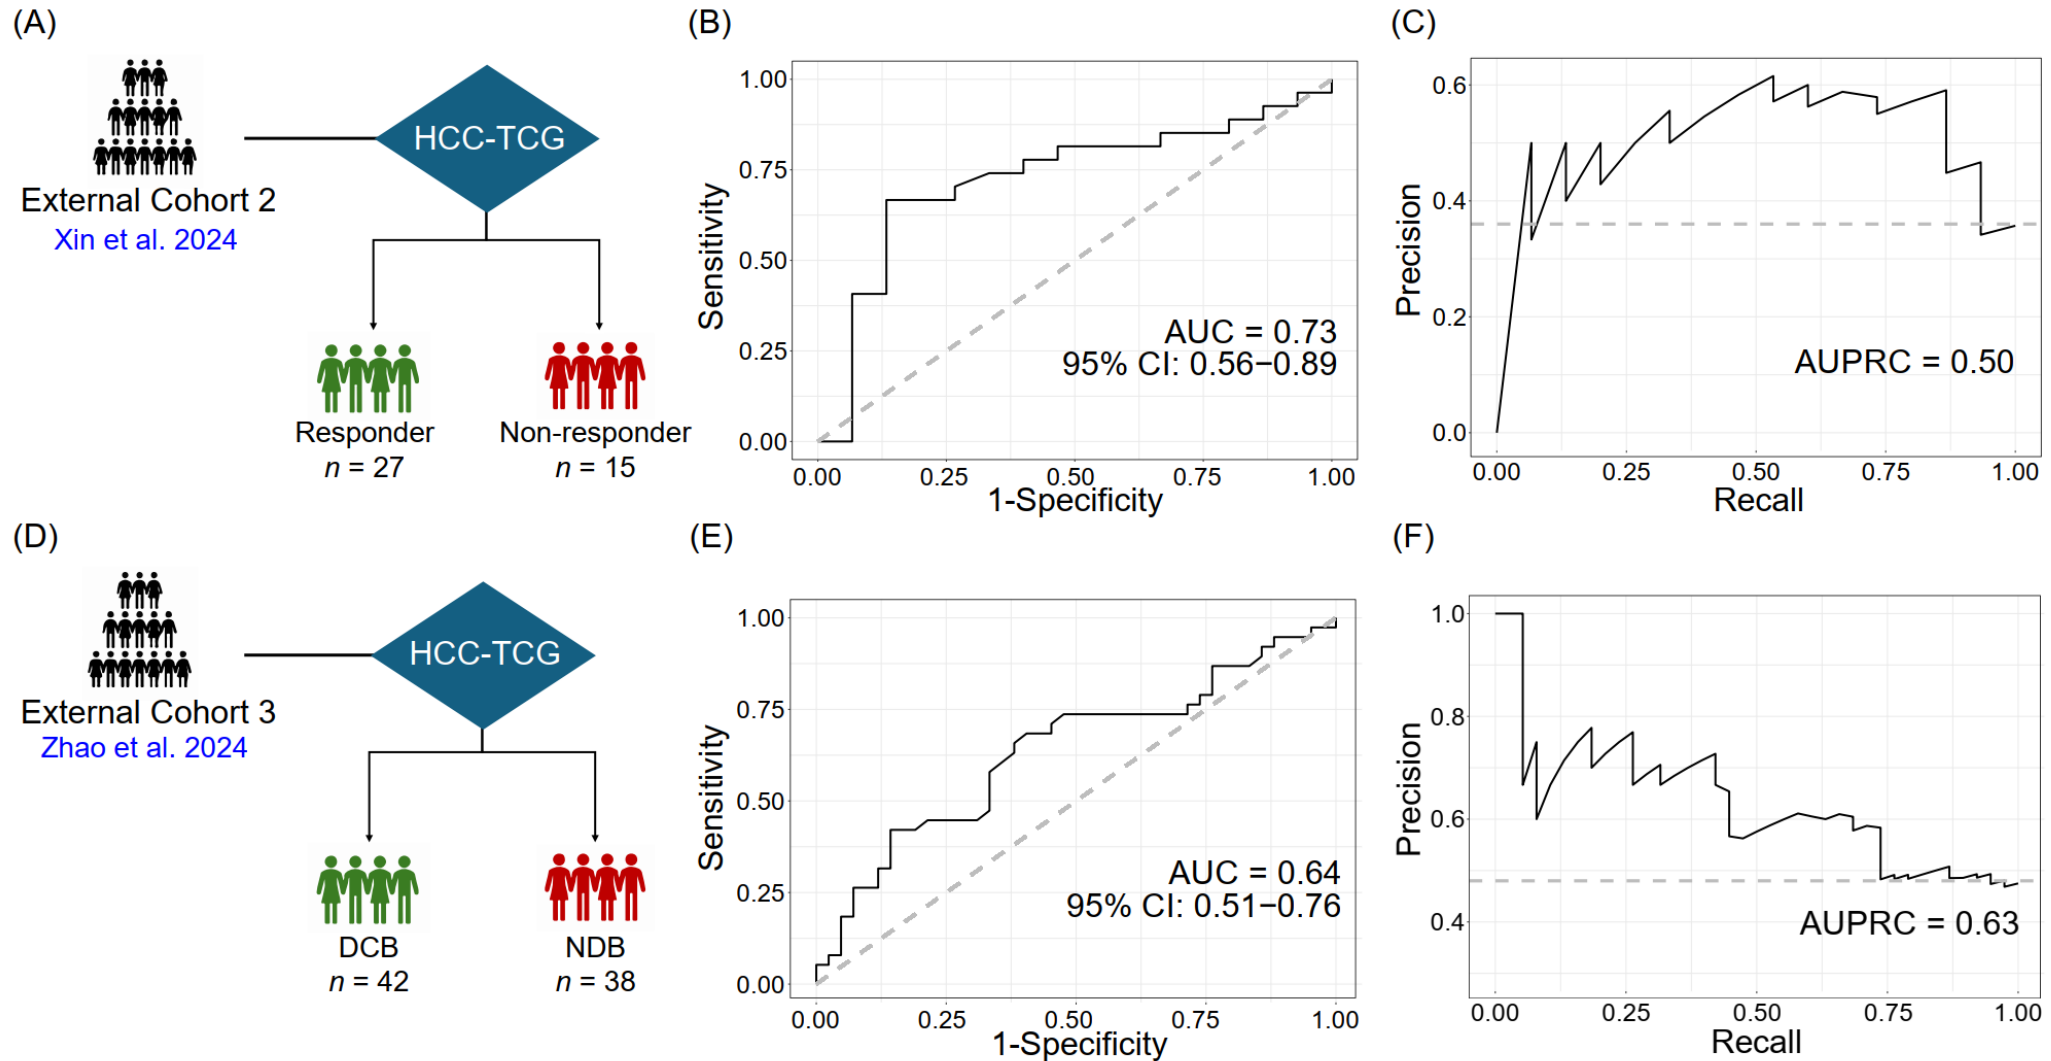 (A)
HCC-TCG
External Cohort 2
Xin et al. 2024
Responder
n = 27
Non-responder
n = 15
(B)
Sensitivity
1.00
0.75
0.50
0.25
0.00
AUC = 0.73
95% CI: 0.56−0.89
0.00 0.25 0.50 0.75 1.00
1-Specificity
(C)
Precision
0.6
0.4
0.2
0.0
AUPRC = 0.50
0.00 0.25 0.50 0.75 1.00
Recall
(D)
HCC-TCG
External Cohort 3
Zhao et al. 2024
DCB
n = 42
NDB
n = 38
(E)
Sensitivity
1.00
0.75
0.50
0.25
0.00
AUC = 0.64
95% CI: 0.51−0.76
0.00 0.25 0.50 0.75 1.00
1-Specificity
(F)
Precision
1.0
0.8
0.6
0.4
AUPRC = 0.63
0.00 0.25 0.50 0.75 1.00
Recall